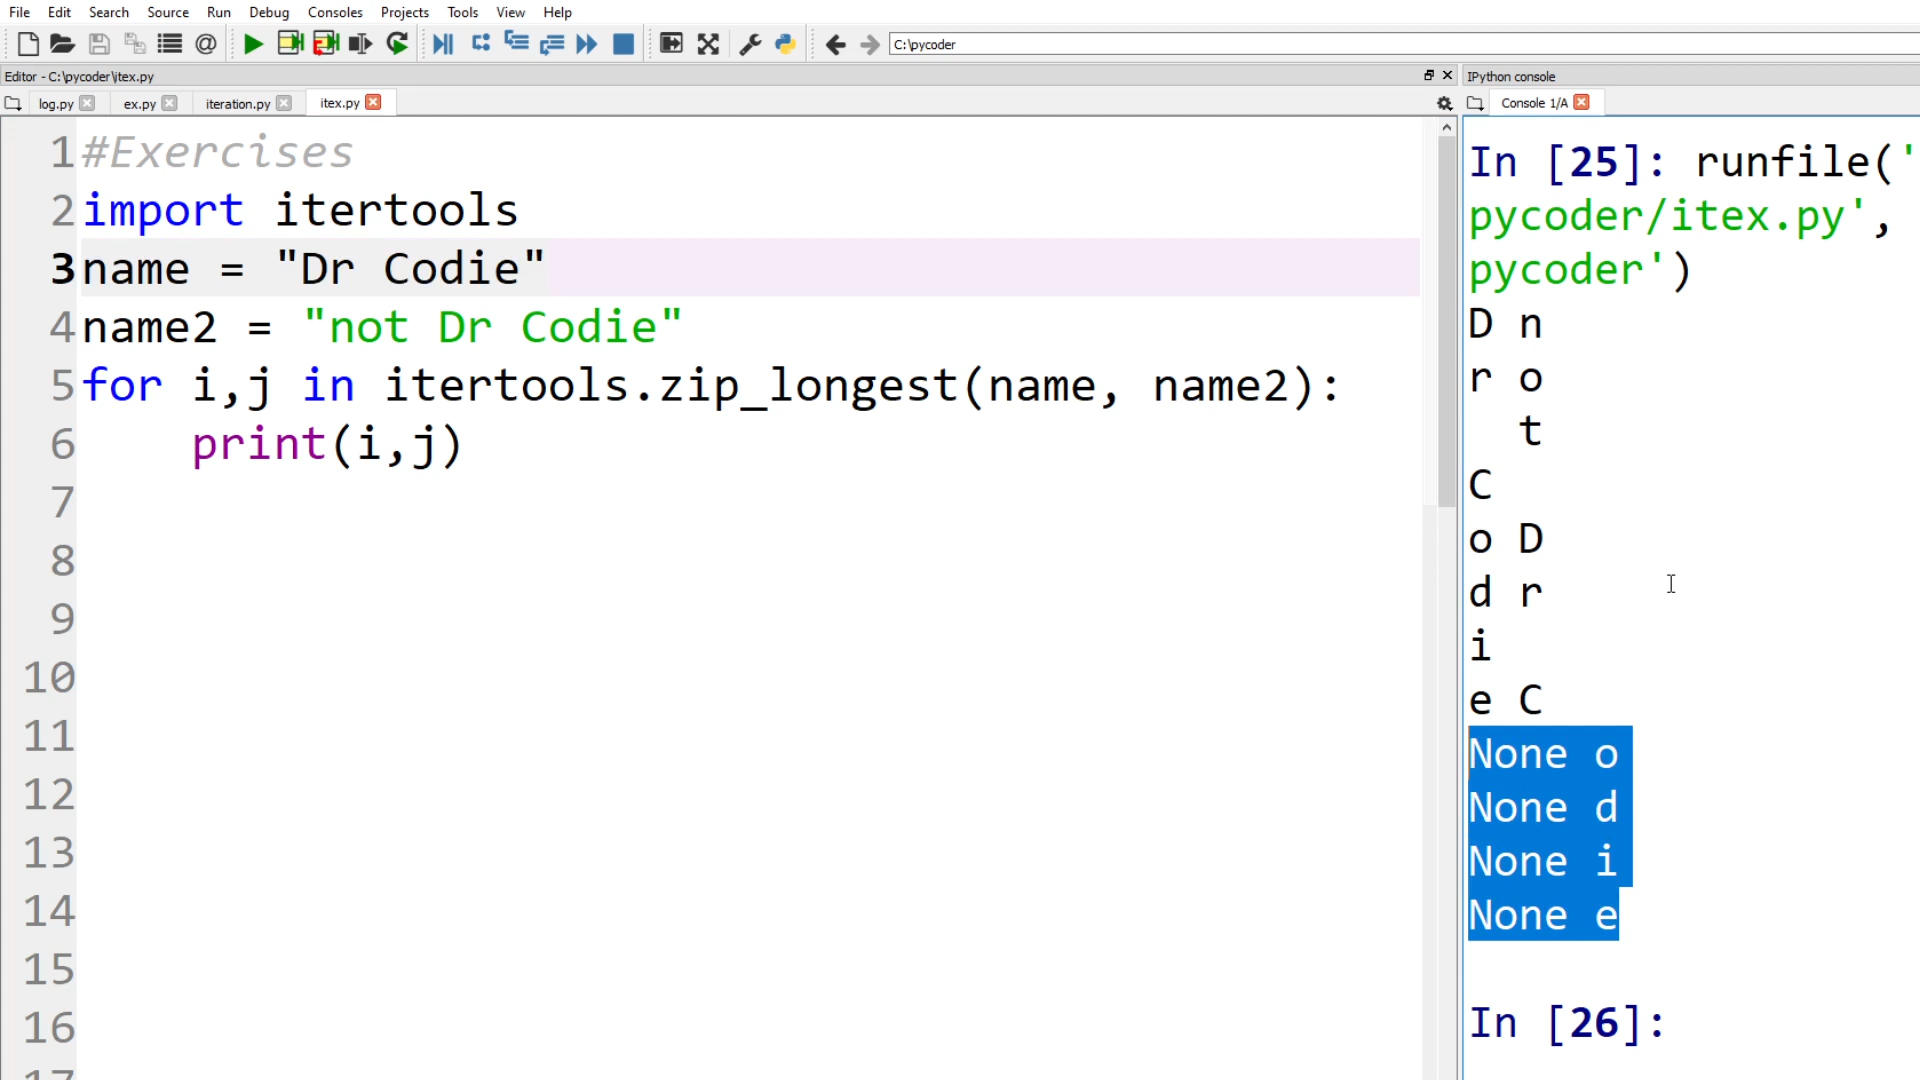 File Edit Search Source Run Debug Consoles Projects Tools View Help
C:\pycoder
Editor - C:\pycoder\itex.py
IPython console
log.py ex.py iteration.py itex.py
Console 1/A
1 #Exercises
2 import itertools
3 name = "Dr Codie"
4 name2 = "not Dr Codie"
5 for i,j in itertools.zip_longest(name, name2):
6     print(i,j)
7
8
9
10
11
12
13
14
15
16
17
In [25]: runfile('
pycoder/itex.py',
pycoder')
D n
r o
  t
C
o D
d r
i
e C
None o
None d
None i
None e
In [26]: